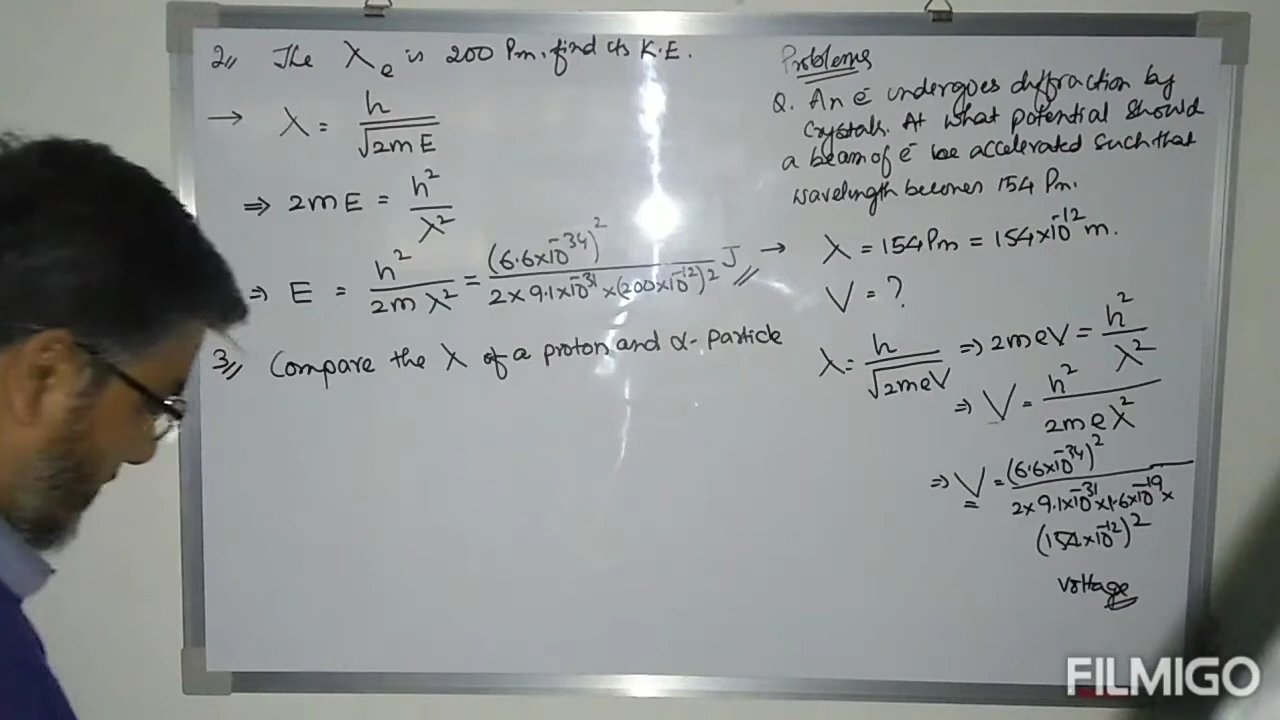 2,, The λe is 200 Pm. find its K.E.
→ λ = h / √2mE
⇒ 2mE = h² / λ²
⇒ E = h² / 2mλ² = (6.6×10⁻³⁴)² / 2×9.1×10⁻³¹×(200×10⁻¹²)² J
3,, Compare the λ of a proton and α-particle
Problems
Q. An e⁻ undergoes diffraction by
Crystals. At what potential should
a beam of e⁻ be accelerated such that
wavelength becomes 154 Pm.
→ λ = 154 Pm = 154×10⁻¹² m.
V = ?
λ = h / √2meV ⇒ 2meV = h² / λ²
⇒ V = h² / 2meλ²
⇒ V = (6.6×10⁻³⁴)² / 2×9.1×10⁻³¹×1.6×10⁻¹⁹×
(154×10⁻¹²)²
Voltage
FILMIGO